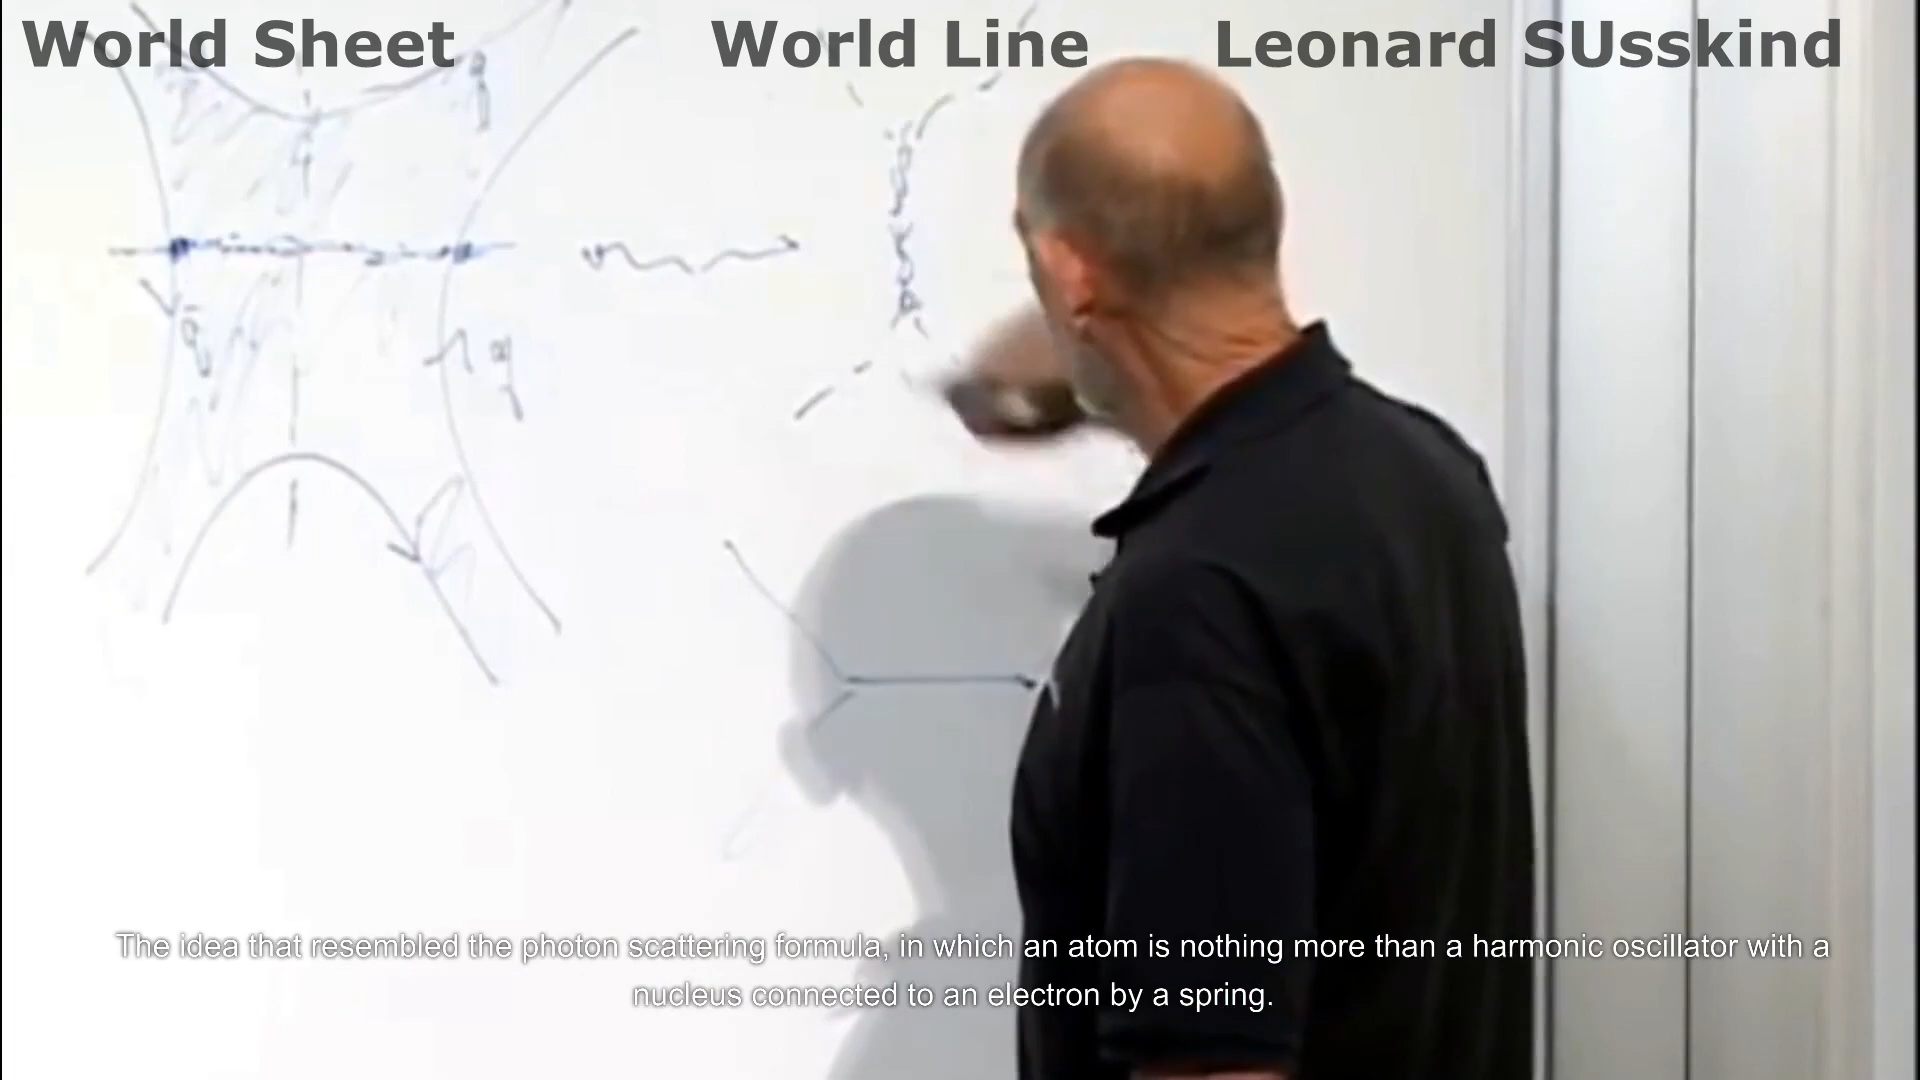 World Sheet World Line Leonard SUsskind
q
The idea that resembled the photon scattering formula, in which an atom is nothing more than a harmonic oscillator with a
nucleus connected to an electron by a spring.